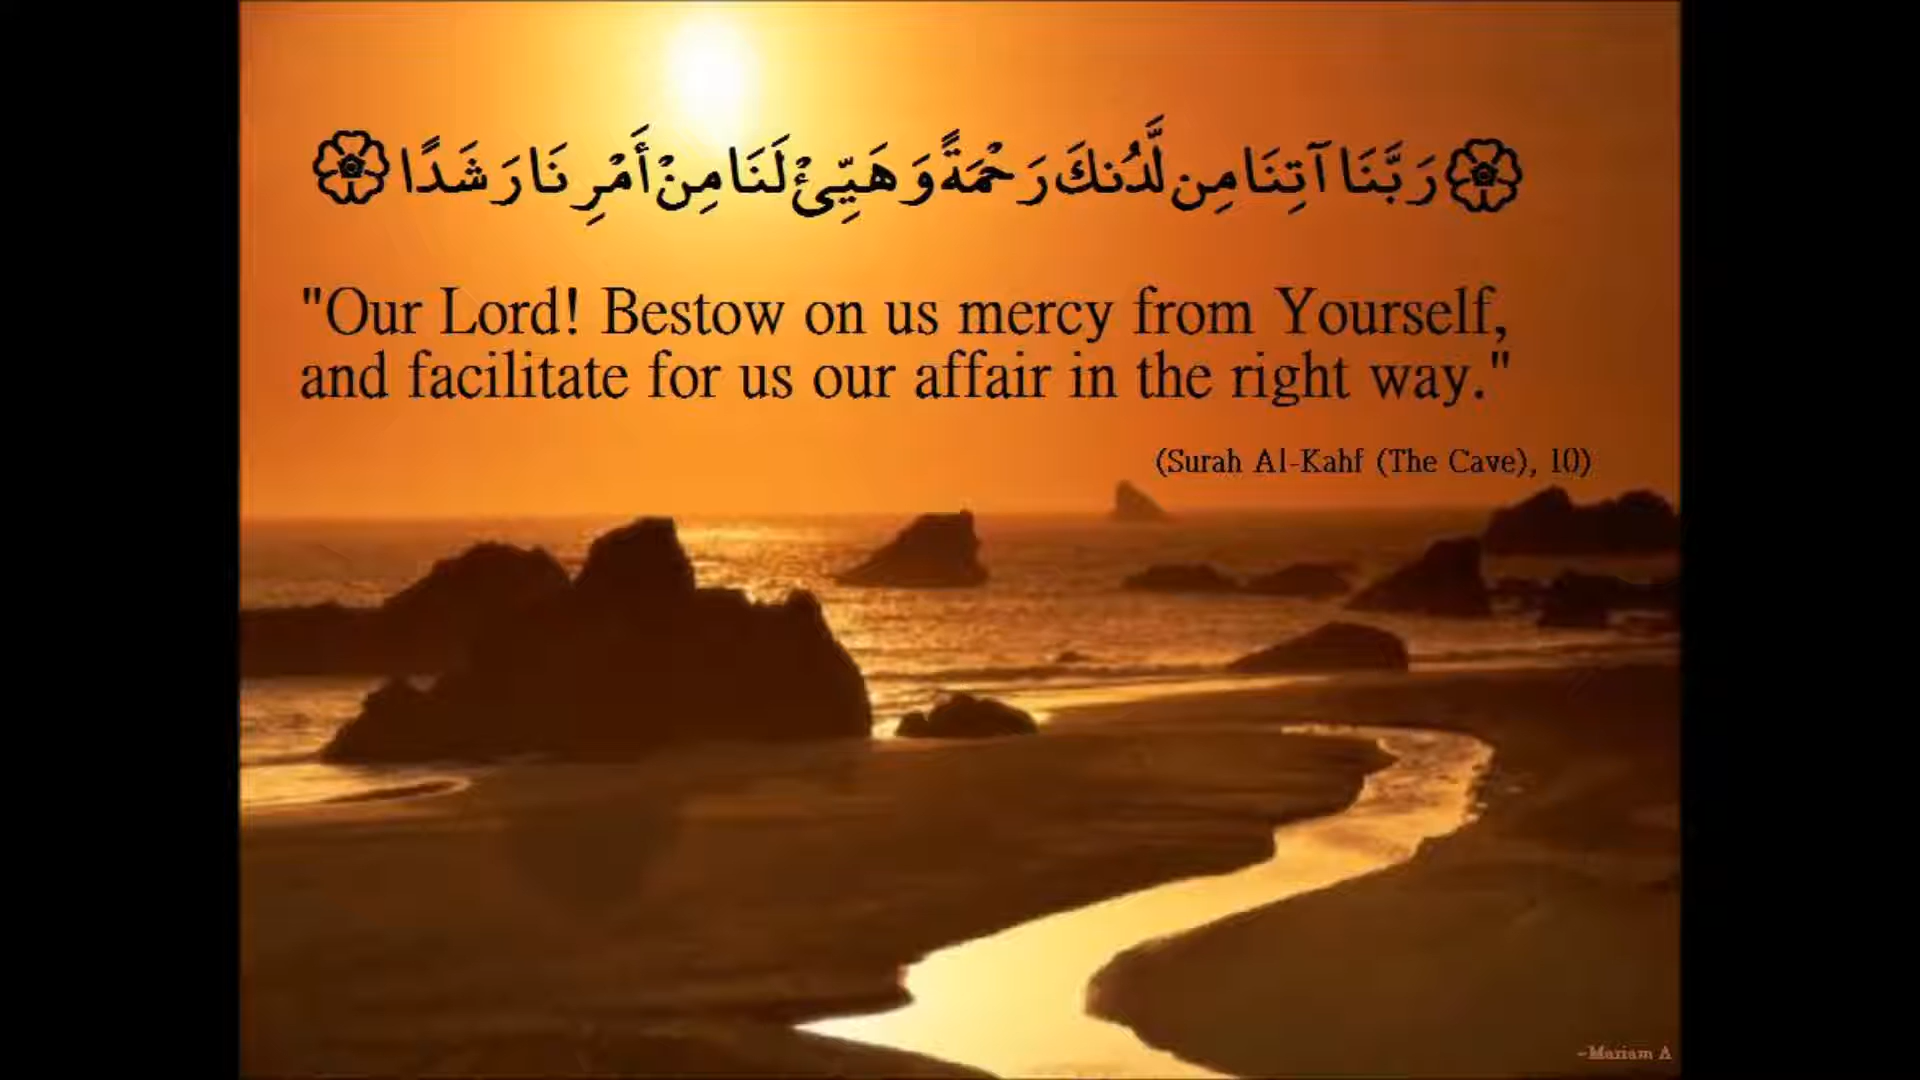 رَبَّنَا آتِنَا مِن لَّدُنكَ رَحْمَةً وَهَيِّئْ لَنَا مِنْ أَمْرِنَا رَشَدًا
"Our Lord! Bestow on us mercy from Yourself,
and facilitate for us our affair in the right way."
(Surah Al-Kahf (The Cave), 10)
~Mariam A